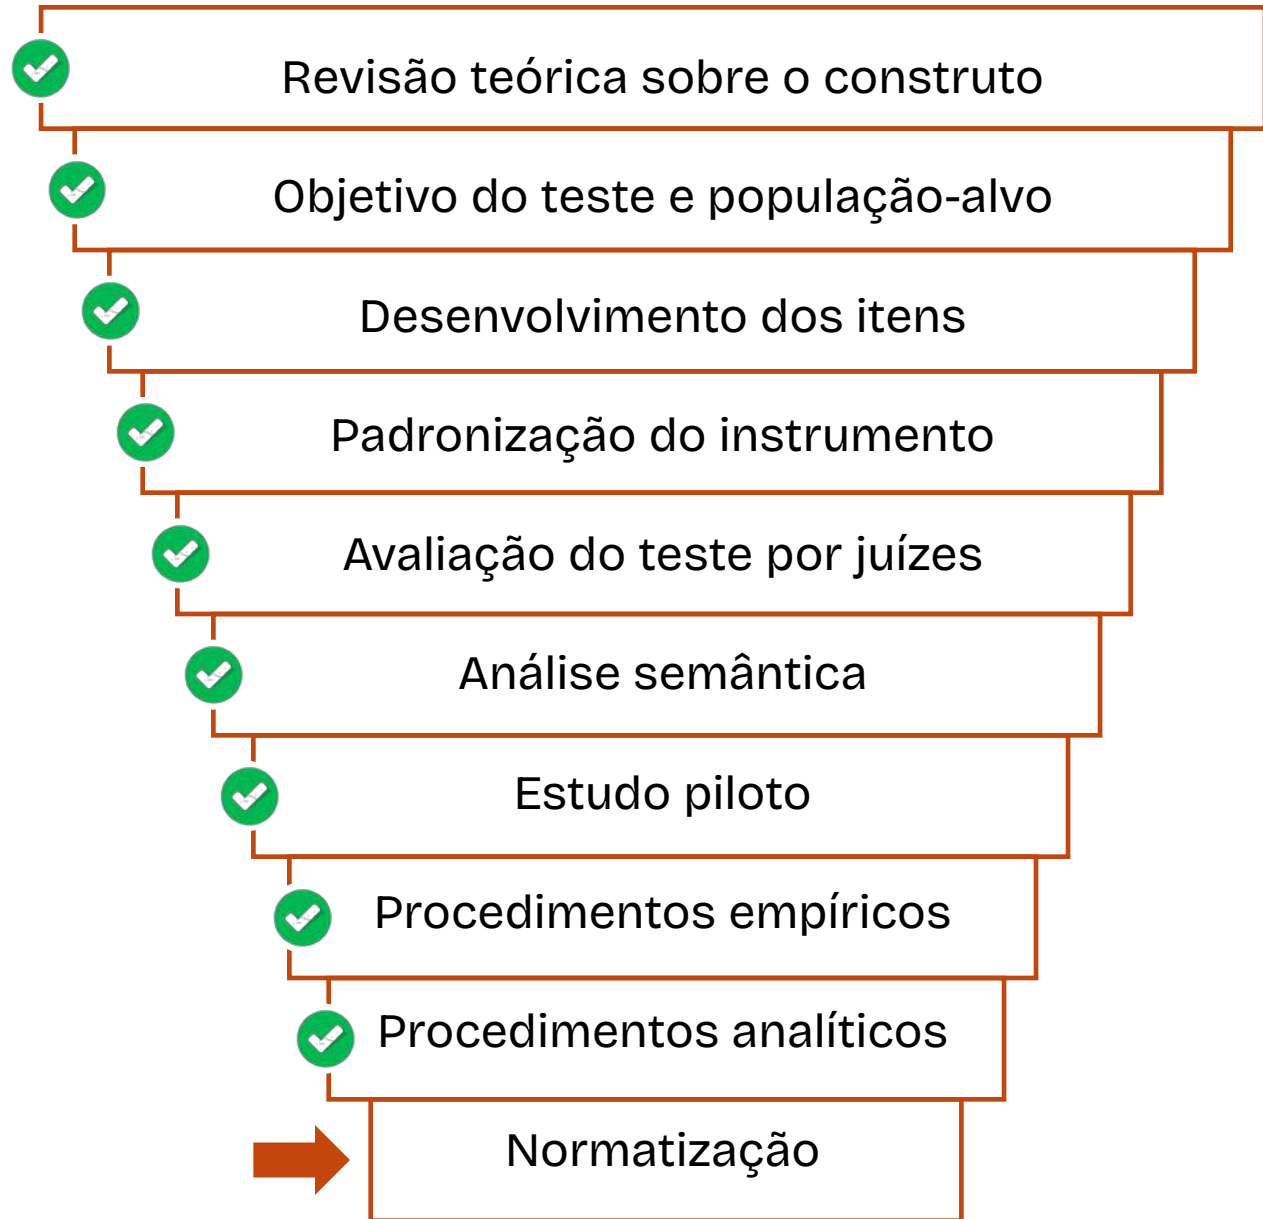 Revisão teórica sobre o construto
Objetivo do teste e população-alvo
Desenvolvimento dos itens
Padronização do instrumento
Avaliação do teste por juízes
Análise semântica
Estudo piloto
Procedimentos empíricos
Procedimentos analíticos
Normatização